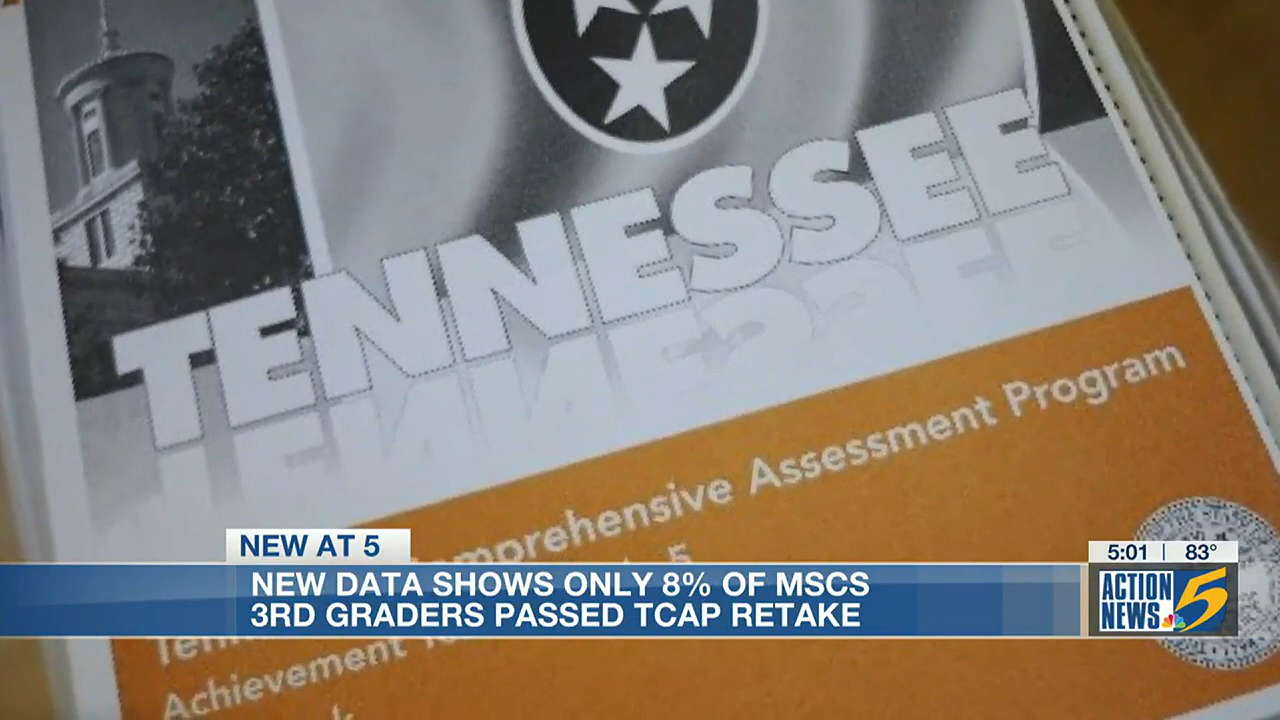 TENNESSEE
Comprehensive Assessment Program
5
NEW AT 5
NEW DATA SHOWS ONLY 8% OF MSCS
3RD GRADERS PASSED TCAP RETAKE
5:01 | 83°
ACTION
NEWS 5
Achievement